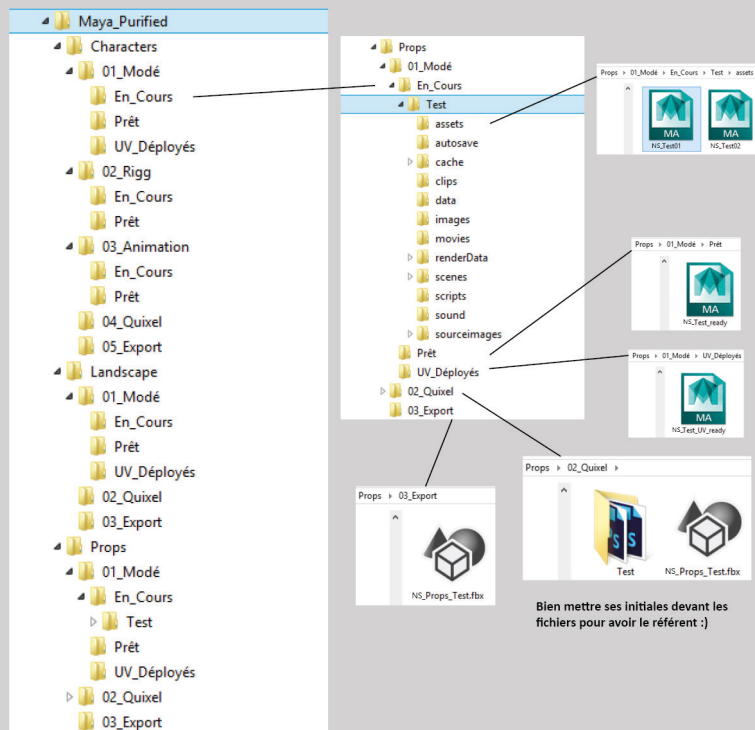 Maya_Purified
Characters
01_Modé
En_Cours
Prêt
UV_Déployés
02_Rigg
En_Cours
Prêt
03_Animation
En_Cours
Prêt
04_Quixel
05_Export
Landscape
01_Modé
En_Cours
Prêt
UV_Déployés
02_Quixel
03_Export
Props
01_Modé
En_Cours
Test
Prêt
UV_Déployés
02_Quixel
03_Export
Props
01_Modé
En_Cours
Test
assets
autosave
cache
clips
data
images
movies
renderData
scenes
scripts
sound
sourceimages
Prêt
UV_Déployés
02_Quixel
03_Export
Props › 01_Modé › En_Cours › Test › assets
MA MA
NS_Test01 NS_Test02
Props › 01_Modé › Prêt
MA
NS_Test_ready
Props › 01_Modé › UV_Déployés
MA
NS_Test_UV_ready
Props › 03_Export
NS_Props_Test.fbx
Props › 02_Quixel ›
Test NS_Props_Test.fbx
Bien mettre ses initiales devant les
fichiers pour avoir le référent :)